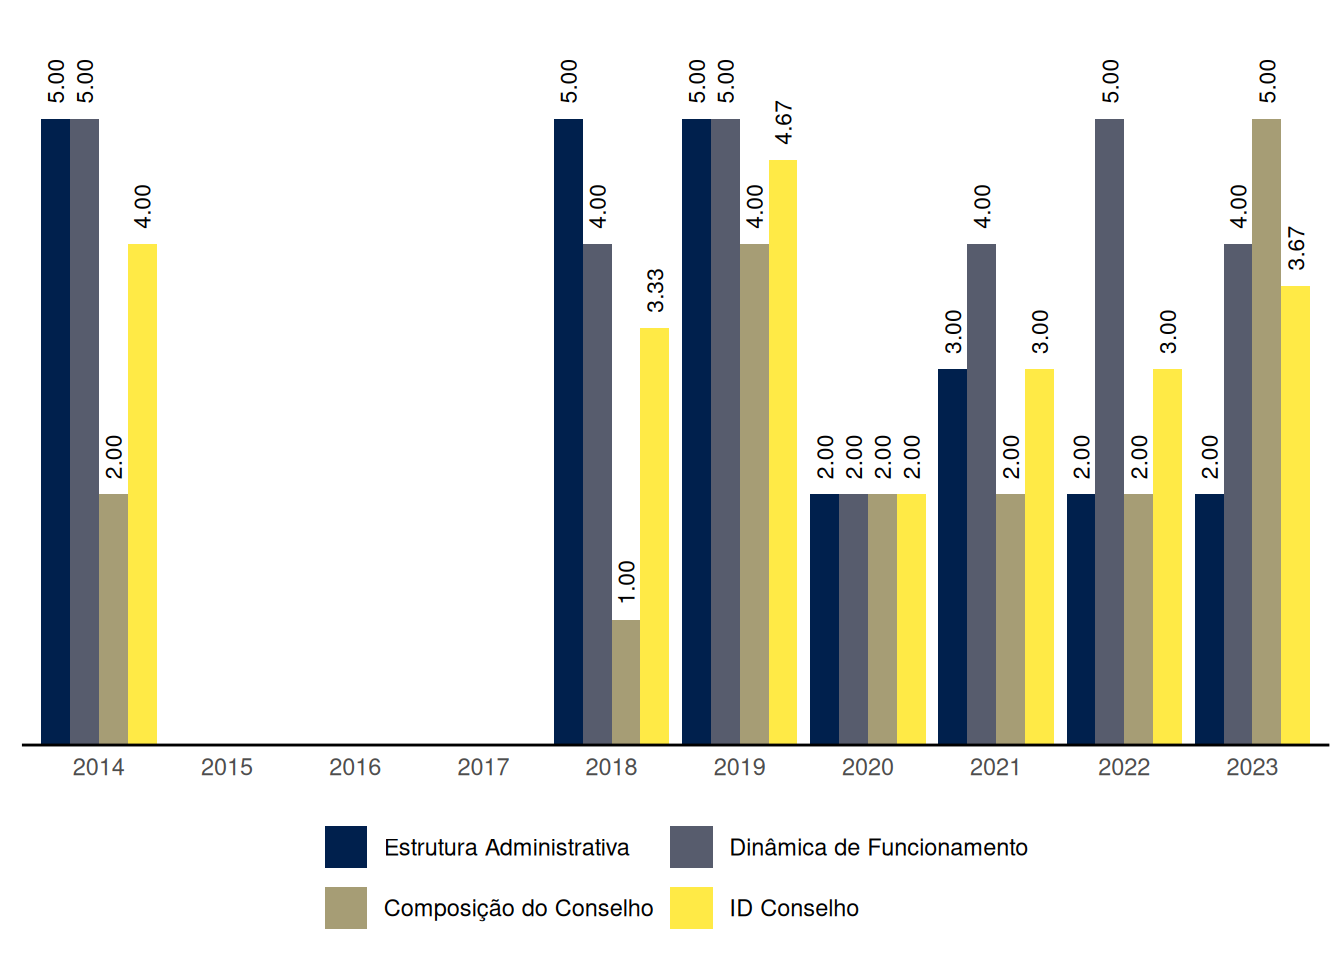 5.00 5.00 2.00 4.00
5.00 4.00 1.00 3.33
5.00 5.00 4.00 4.67
2.00 2.00 2.00 2.00
3.00 4.00 2.00 3.00
2.00 5.00 2.00 3.00
2.00 4.00 5.00 3.67
2014 2015 2016 2017 2018 2019 2020 2021 2022 2023
Estrutura Administrativa Dinâmica de Funcionamento
Composição do Conselho ID Conselho